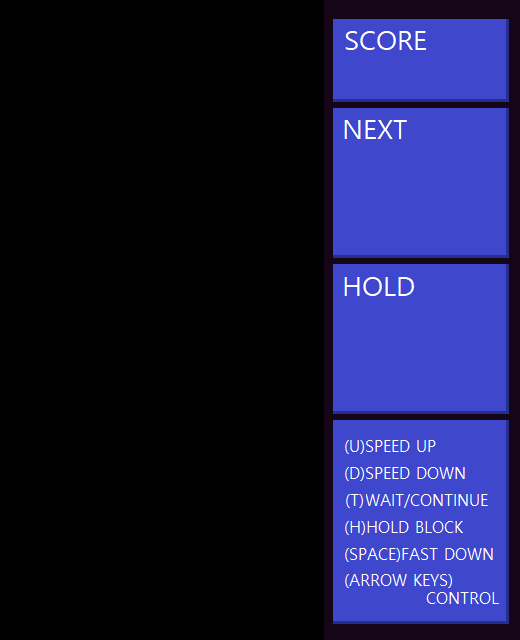 SCORE
NEXT
HOLD
(U)SPEED UP
(D)SPEED DOWN
(T)WAIT/CONTINUE
(H)HOLD BLOCK
(SPACE)FAST DOWN
(ARROW KEYS)
CONTROL